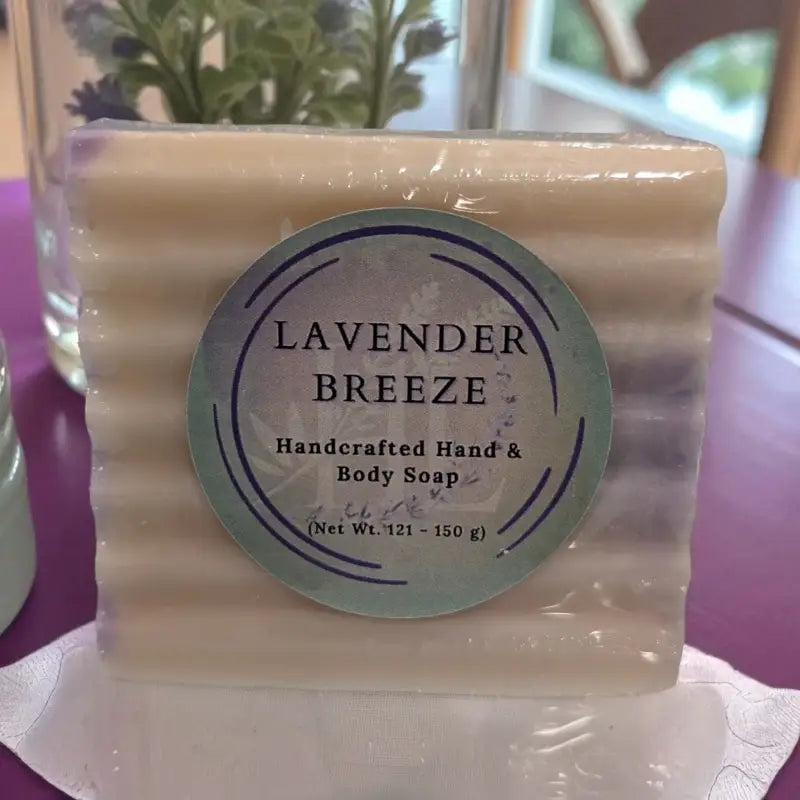 LAVENDER
BREEZE
Handcrafted Hand &
Body Soap
(Net Wt. 121 - 150 g)